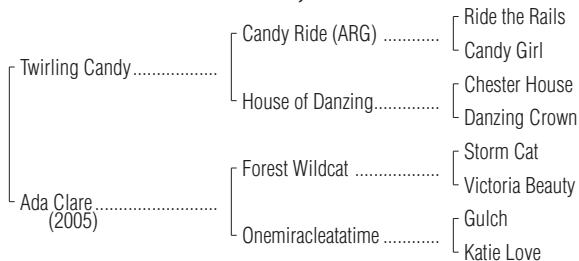 Ride the Rails
Candy Ride (ARG) ............
Candy Girl
Twirling Candy..................
Chester House
House of Danzing..............
Danzing Crown
Storm Cat
Forest Wildcat ..................
Victoria Beauty
Ada Clare ..........................
(2005)
Gulch
Onemiracleatatime ............
Katie Love